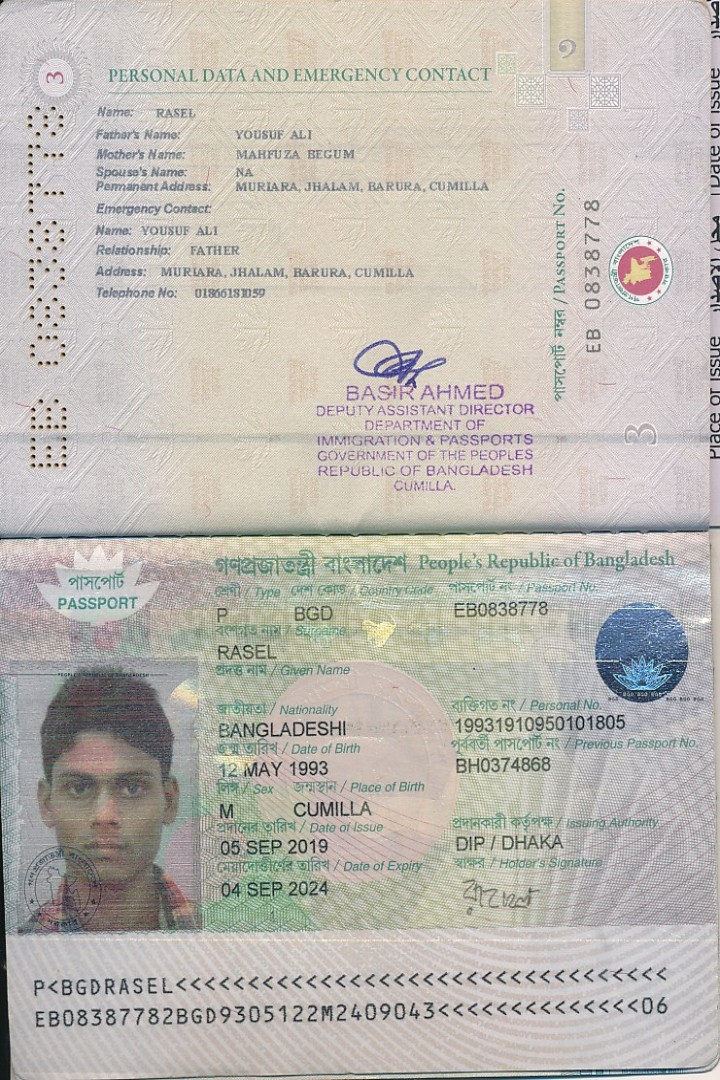 3
PERSONAL DATA AND EMERGENCY CONTACT
Name: RASEL
Father's Name: YOUSUF ALI
Mother's Name: MAHFUZA BEGUM
Spouse's Name: NA
Permanent Address: MURIARA, JHALAM, BARURA, CUMILLA
Emergency Contact:
Name: YOUSUF ALI
Relationship: FATHER
Address: MURIARA, JHALAM, BARURA, CUMILLA
Telephone No: 01866181059
পাসপোর্ট নম্বর / PASSPORT No.
EB 0838778
3
BASIR AHMED
DEPUTY ASSISTANT DIRECTOR
DEPARTMENT OF
IMMIGRATION & PASSPORTS
GOVERNMENT OF THE PEOPLES
REPUBLIC OF BANGLADESH
CUMILLA.
Date of Issue
Place of Issue
গণপ্রজাতন্ত্রী বাংলাদেশ People's Republic of Bangladesh
পাসপোর্ট
PASSPORT
শ্রেণী / Type দেশ কোড / Country Code পাসপোর্ট নং / Passport No.
P BGD EB0838778
বংশগত নাম / Surname
RASEL
প্রদত্ত নাম / Given Name
জাতীয়তা / Nationality ব্যক্তিগত নং / Personal No.
BANGLADESHI 19931910950101805
জন্ম তারিখ / Date of Birth পূর্ববর্তী পাসপোর্ট নং / Previous Passport No.
12 MAY 1993 BH0374868
লিঙ্গ / Sex জন্মস্থান / Place of Birth
M CUMILLA
প্রদানের তারিখ / Date of Issue প্রদানকারী কর্তৃপক্ষ / Issuing Authority
05 SEP 2019 DIP / DHAKA
মেয়াদোত্তীর্ণের তারিখ / Date of Expiry স্বাক্ষর / Holder's Signature
04 SEP 2024
P<BGDRASEL<<<<<<<<<<<<<<<<<<<<<<<<<<<<<<<<<<
EB08387782BGD9305122M2409043<<<<<<<<<<<<<<06